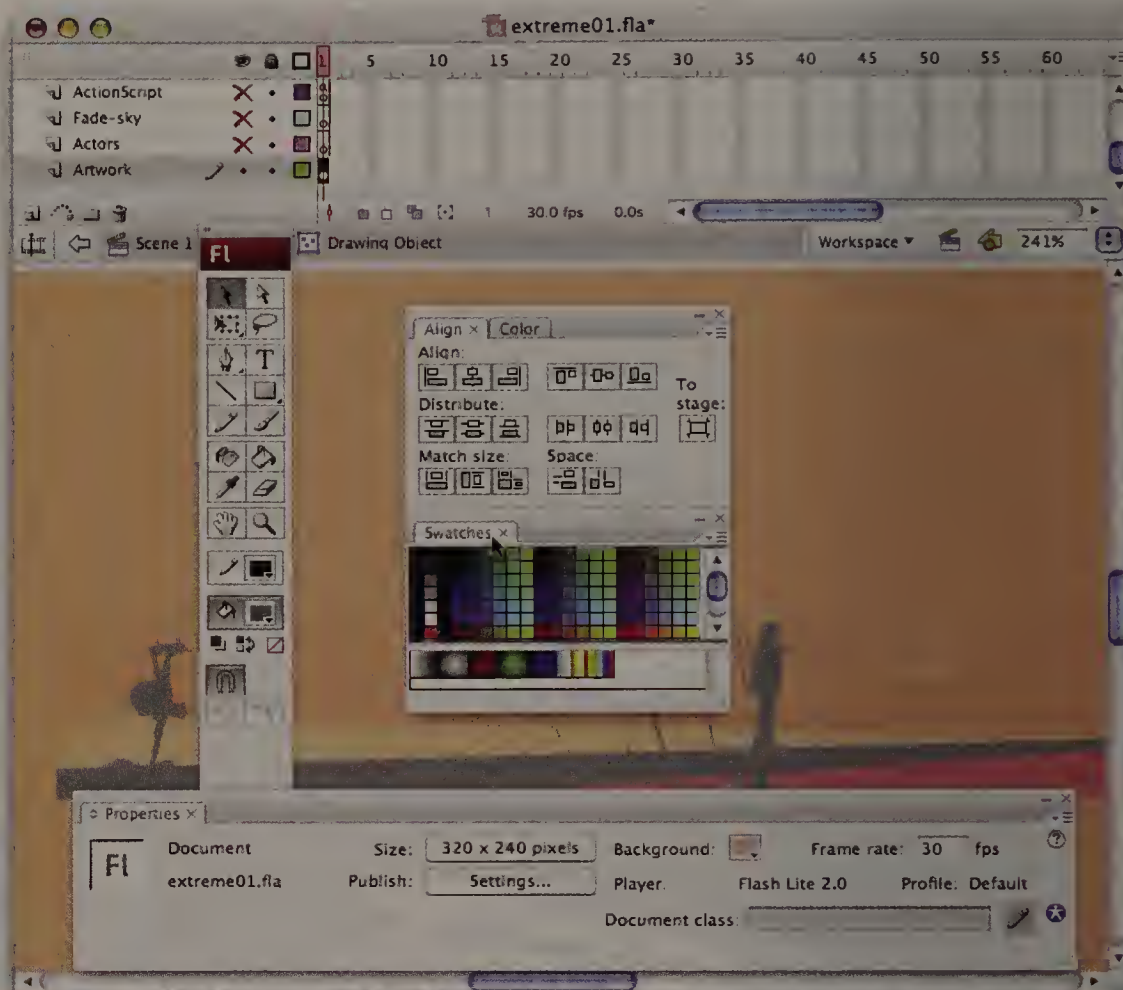 extreme01.fla*
1 5 10 15 20 25 30 35 40 45 50 55 60
ActionScript
Fade-sky
Actors
Artwork
1 30.0 fps 0.0s
Scene 1 Drawing Object Workspace 241%
Fl
Align × Color
Align:
To stage:
Distribute:
Match size: Space:
Swatches ×
Properties ×
Fl Document Size: 320 x 240 pixels Background: Frame rate: 30 fps
extreme01.fla Publish: Settings... Player: Flash Lite 2.0 Profile: Default
Document class: